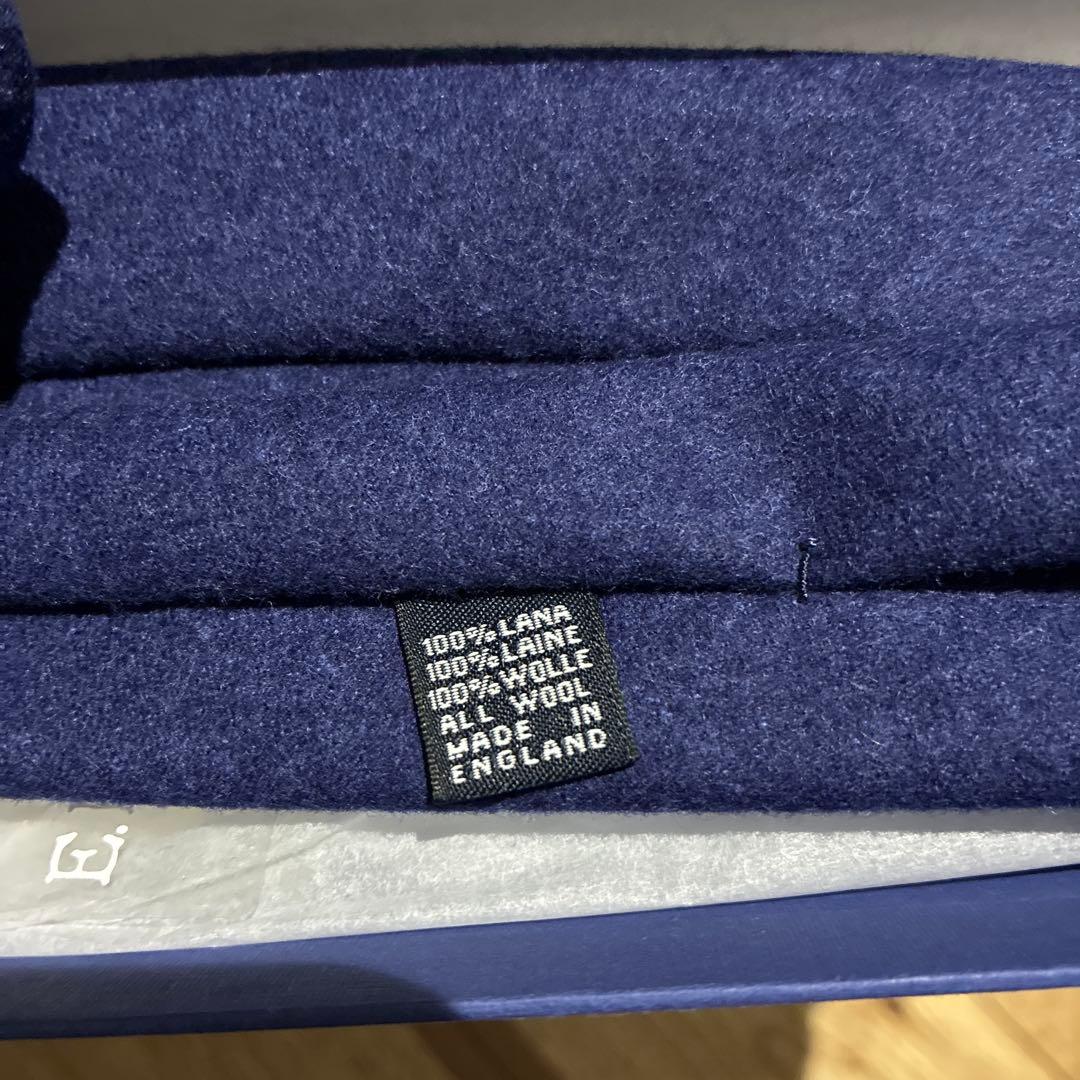 100% LANA
100% LAINE
100% WOLLE
ALL WOOL
MADE IN
ENGLAND